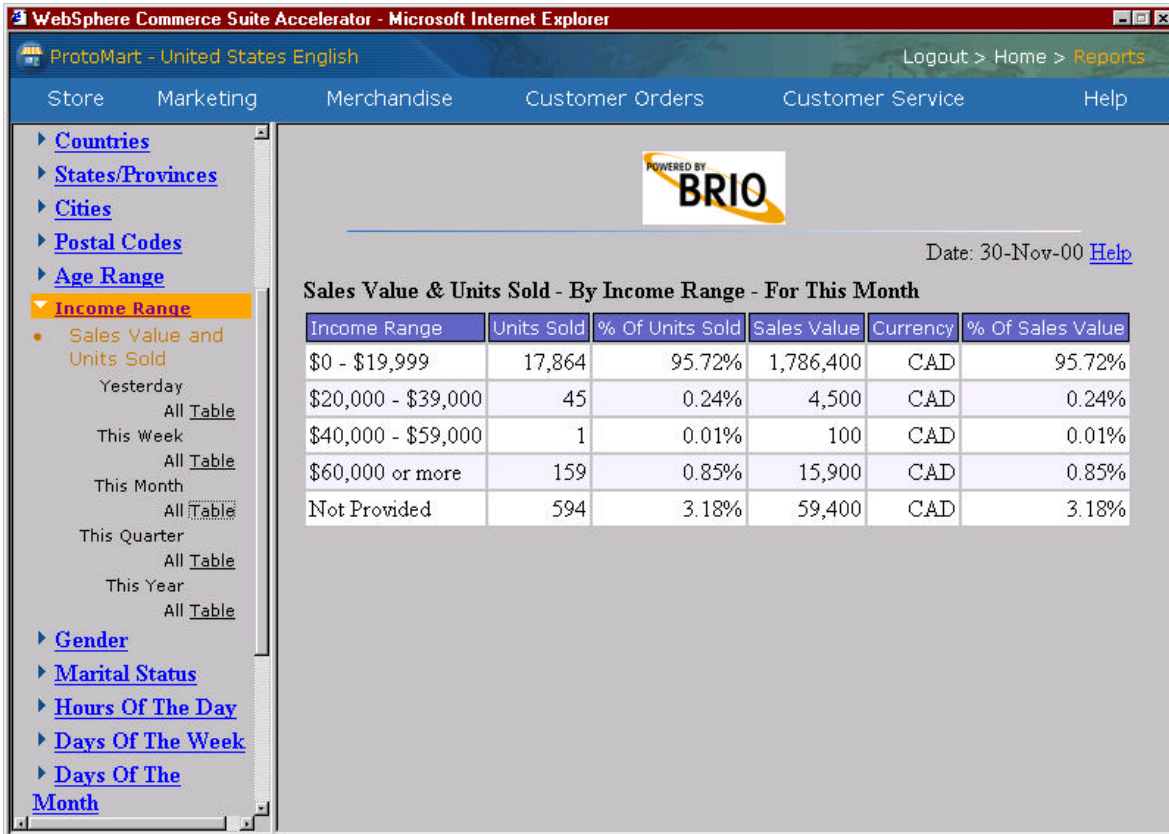 WebSphere Commerce Suite Accelerator - Microsoft Internet Explorer
ProtoMart - United States English
Logout > Home > Reports
Store Marketing Merchandise Customer Orders Customer Service Help
Countries
States/Provinces
Cities
Postal Codes
Age Range
Income Range
Sales Value and
Units Sold
Yesterday
All Table
This Week
All Table
This Month
All Table
This Quarter
All Table
This Year
All Table
Gender
Marital Status
Hours Of The Day
Days Of The Week
Days Of The
Month
POWERED BY
BRIO
Date: 30-Nov-00 Help
Sales Value & Units Sold - By Income Range - For This Month
Income Range Units Sold % Of Units Sold Sales Value Currency % Of Sales Value
$0 - $19,999 17,864 95.72% 1,786,400 CAD 95.72%
$20,000 - $39,000 45 0.24% 4,500 CAD 0.24%
$40,000 - $59,000 1 0.01% 100 CAD 0.01%
$60,000 or more 159 0.85% 15,900 CAD 0.85%
Not Provided 594 3.18% 59,400 CAD 3.18%